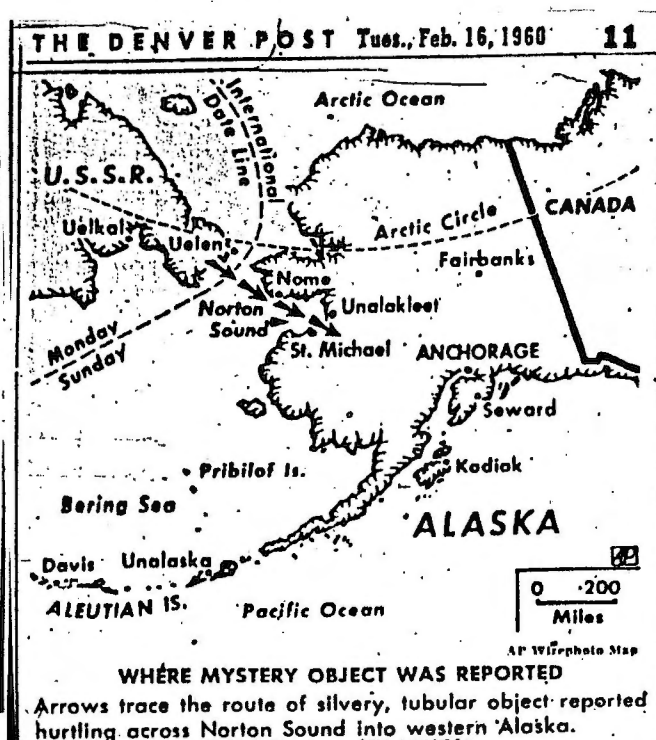 THE DENVER POST Tues., Feb. 16, 1960 11
International
Date Line
Arctic Ocean
U.S.S.R.
Uelkal
Uelen
Arctic Circle
CANADA
Fairbanks
Nome
Norton
Sound
Unalakleet
St. Michael
Monday
Sunday
ANCHORAGE
Seward
Pribilof Is.
Kodiak
Bering Sea
ALASKA
Davis
Unalaska
ALEUTIAN IS.
Pacific Ocean
0 200
Miles
AP Wirephoto Map
WHERE MYSTERY OBJECT WAS REPORTED
Arrows trace the route of silvery, tubular object reported
hurtling across Norton Sound into western Alaska.